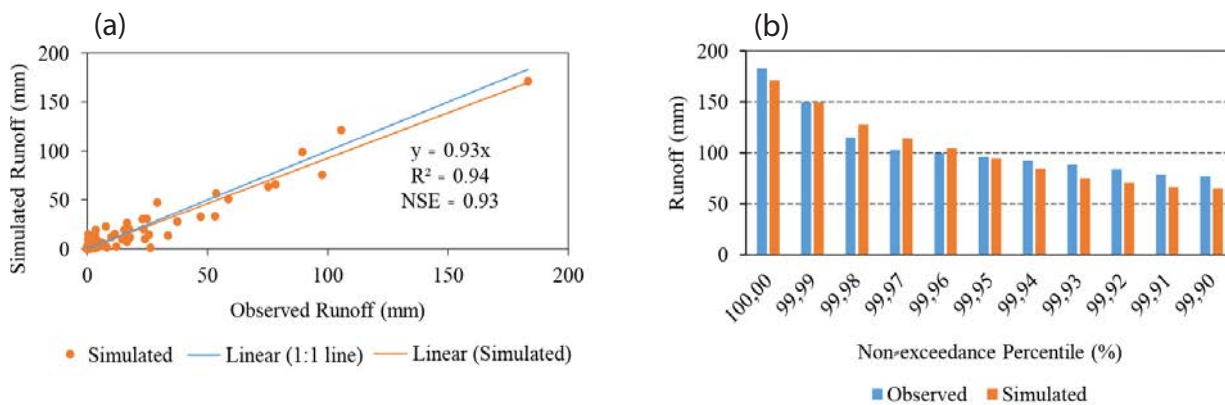 (a)
200
150
100
50
0
0
50
100
150
200
Simulated Runoff (mm)
y = 0.93x
R² = 0.94
NSE = 0.93
Observed Runoff (mm)
Simulated
Linear (1:1 line)
Linear (Simulated)
(b)
200
150
100
50
0
Runoff (mm)
100,00
99,99
99,98
99,97
99,96
99,95
99,94
99,93
99,92
99,91
99,90
Non-exceedance Percentile (%)
Observed
Simulated